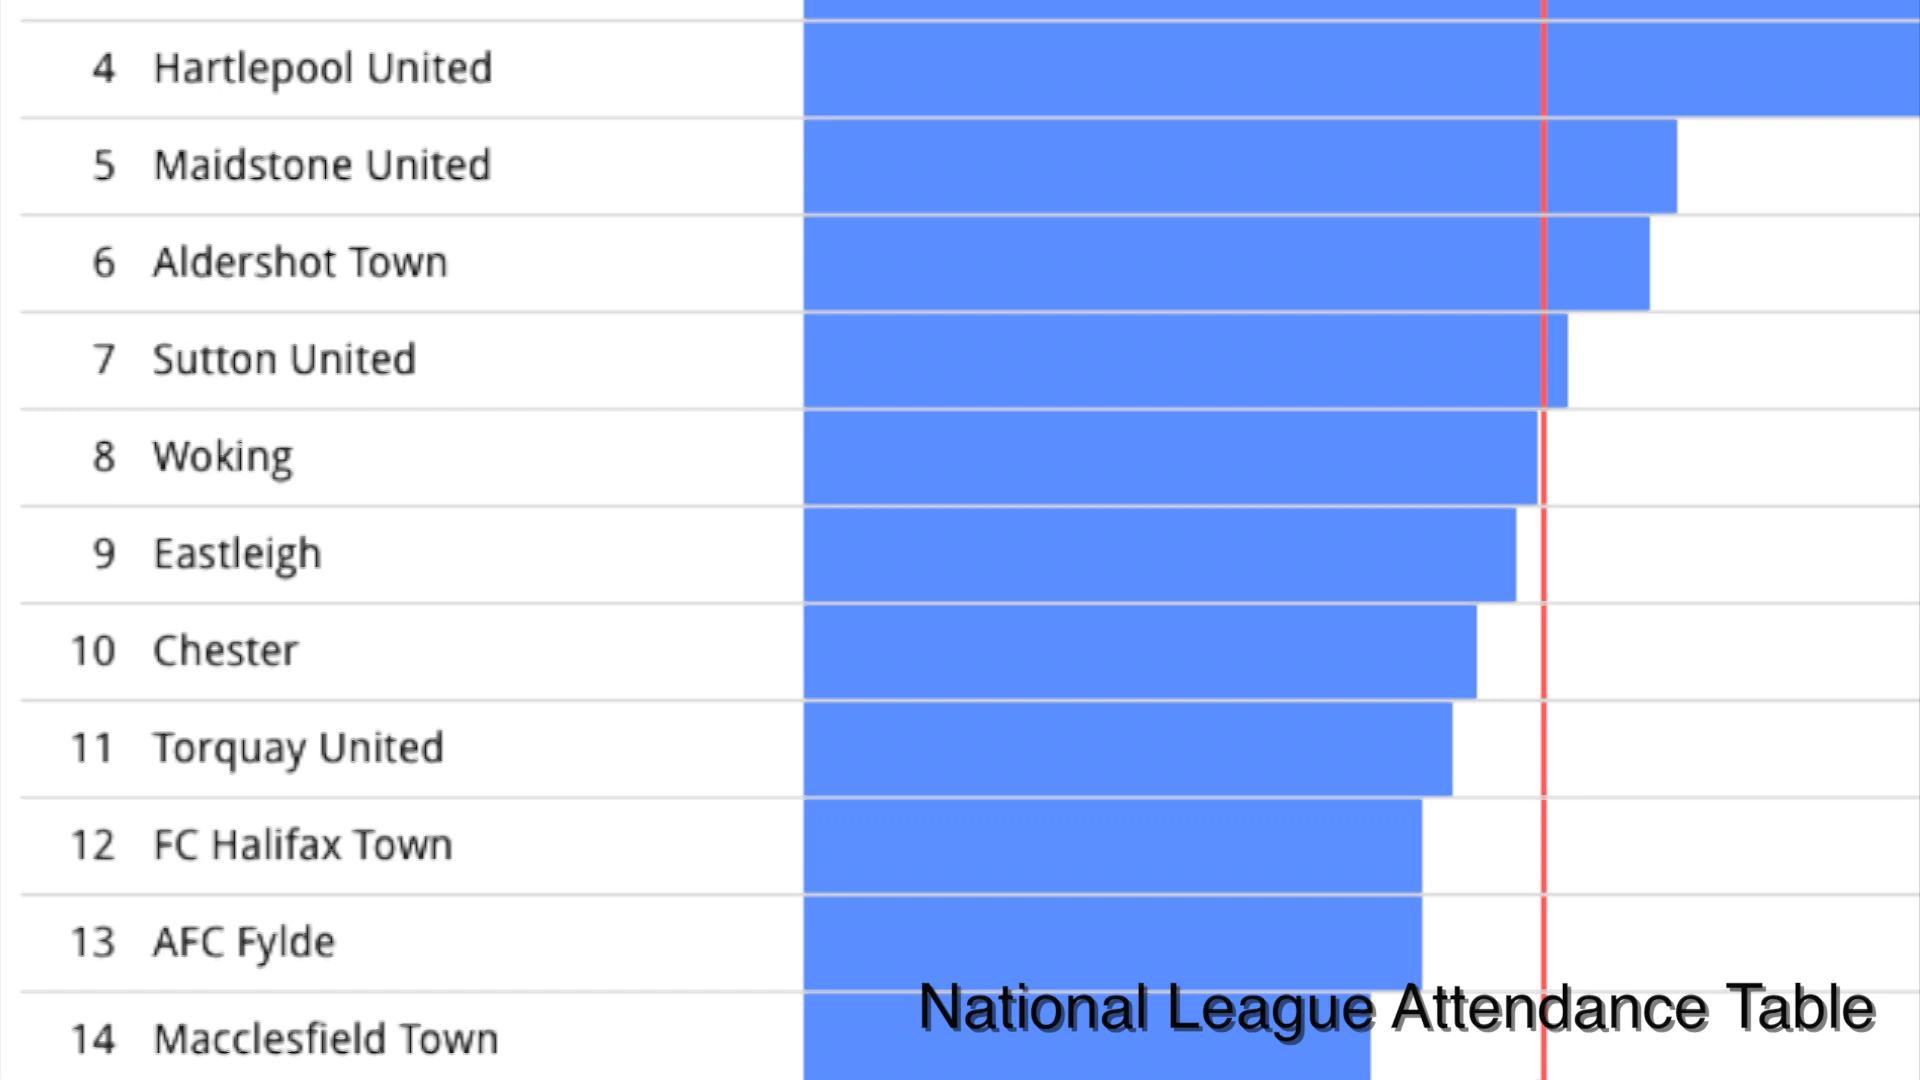 4 Hartlepool United
5 Maidstone United
6 Aldershot Town
7 Sutton United
8 Woking
9 Eastleigh
10 Chester
11 Torquay United
12 FC Halifax Town
13 AFC Fylde
National League Attendance Table
14 Macclesfield Town